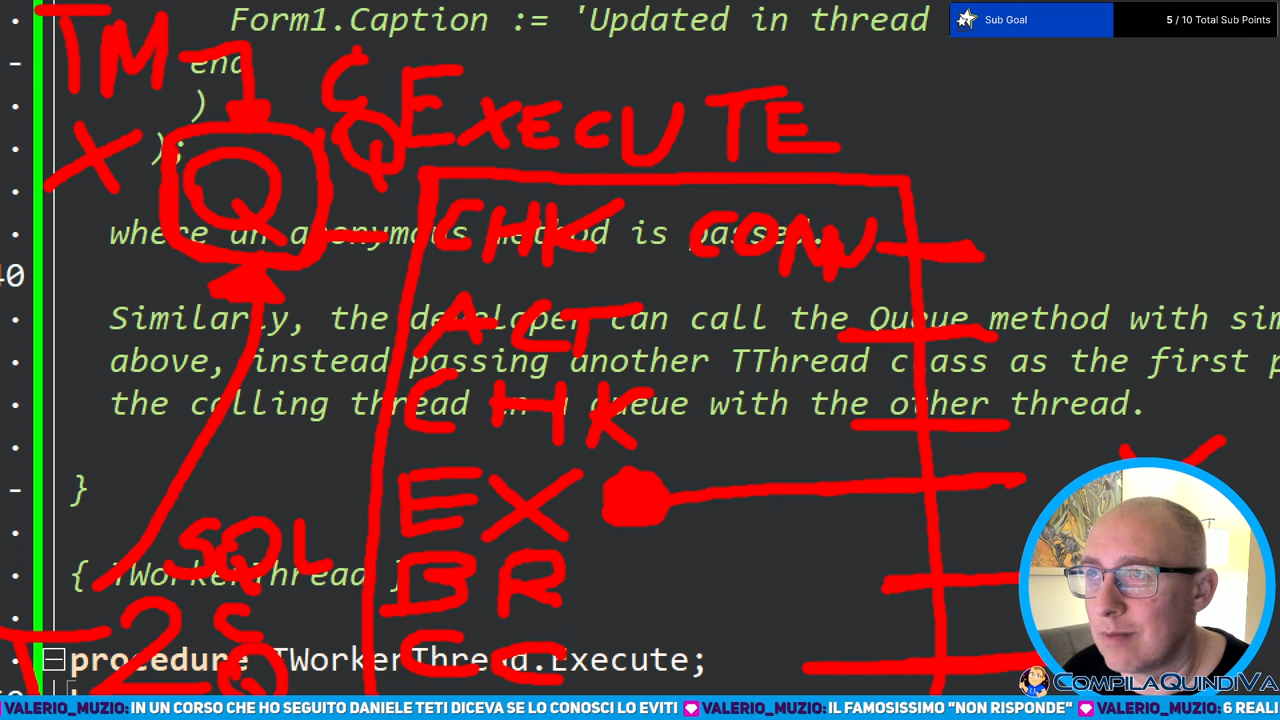 Form1.Caption := 'Updated in thread
Sub Goal
5 / 10 Total Sub Points
TM
end
)
EXECUTE
X
);
Q
Q
CHK CONN
where an anonymous method is passed.
40
ACT
Similarly, the developer can call the Queue method with sim
above, instead passing another TThread class as the first p
CHK
the calling thread in a queue with the other thread.
}
EX
SQL
{ TWorkerThread }
BR
T2
procedure TWorkerThread.Execute;
COMPILAQUINDIVA
VALERIO_MUZIO: IN UN CORSO CHE HO SEGUITO DANIELE TETI DICEVA SE LO CONOSCI LO EVITI VALERIO_MUZIO: IL FAMOSISSIMO "NON RISPONDE" VALERIO_MUZIO: 6 REALI